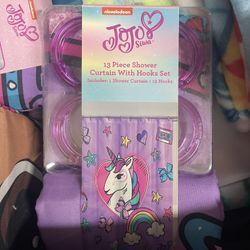 nickelodeon
JoJo
Siwa
13 Piece Shower
Curtain With Hooks Set
Includes: 1 Shower Curtain • 12 Hooks